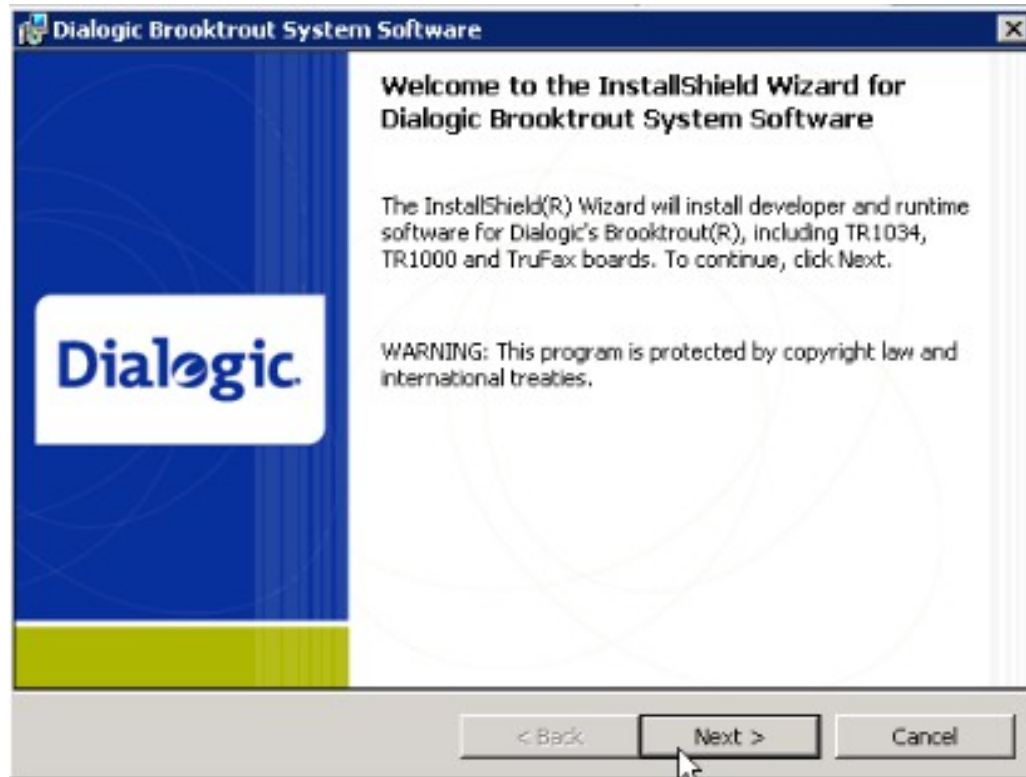 Dialogic Brooktrout System Software
Welcome to the InstallShield Wizard for
Dialogic Brooktrout System Software
The InstallShield(R) Wizard will install developer and runtime
software for Dialogic's Brooktrout(R), including TR1034,
TR1000 and TruFax boards. To continue, click Next.
Dialogic.
WARNING: This program is protected by copyright law and
international treaties.
< Back
Next >
Cancel